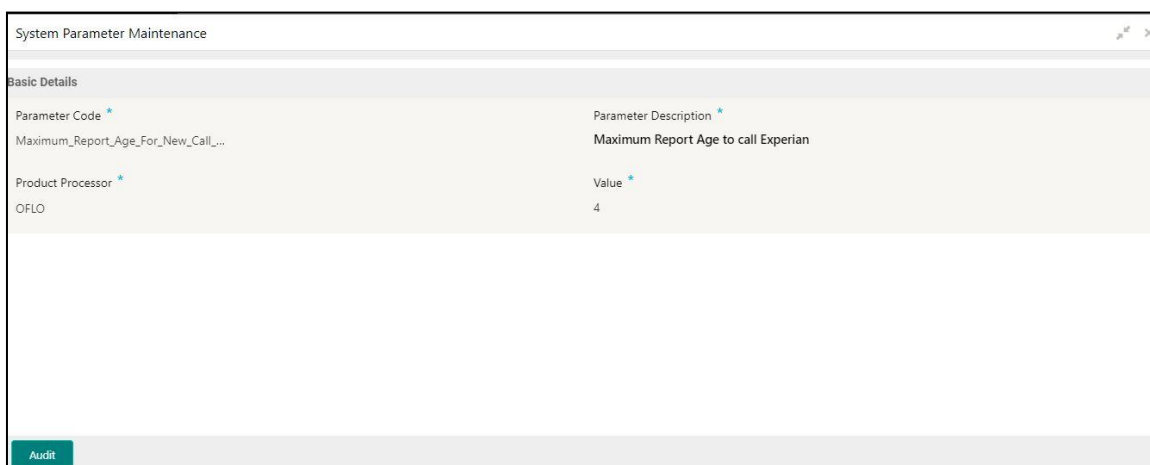 System Parameter Maintenance
Basic Details
Parameter Code *
Parameter Description *
Maximum_Report_Age_For_New_Call_...
Maximum Report Age to call Experian
Product Processor *
Value *
OFLO
4
Audit